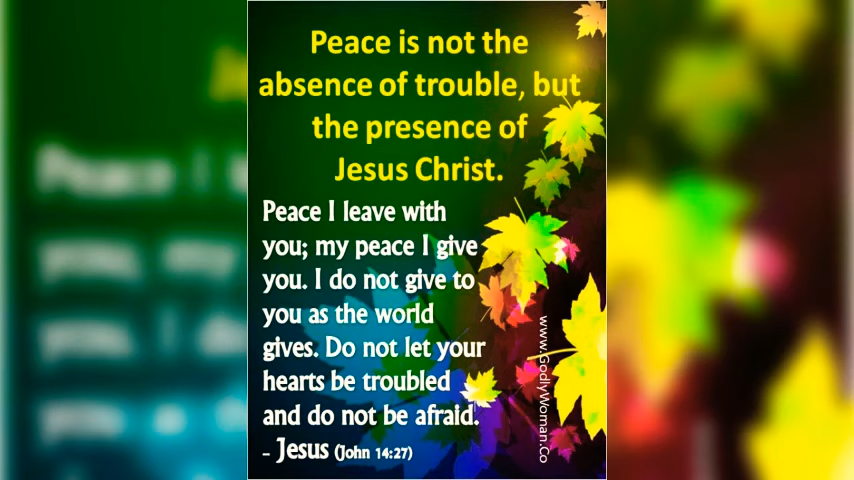 Peace is not the
absence of trouble, but
the presence of
Jesus Christ.
Peace I leave with
you; my peace I give
you. I do not give to
you as the world
gives. Do not let your
hearts be troubled
and do not be afraid.
- Jesus (John 14:27)
www.GodlyWoman.Co